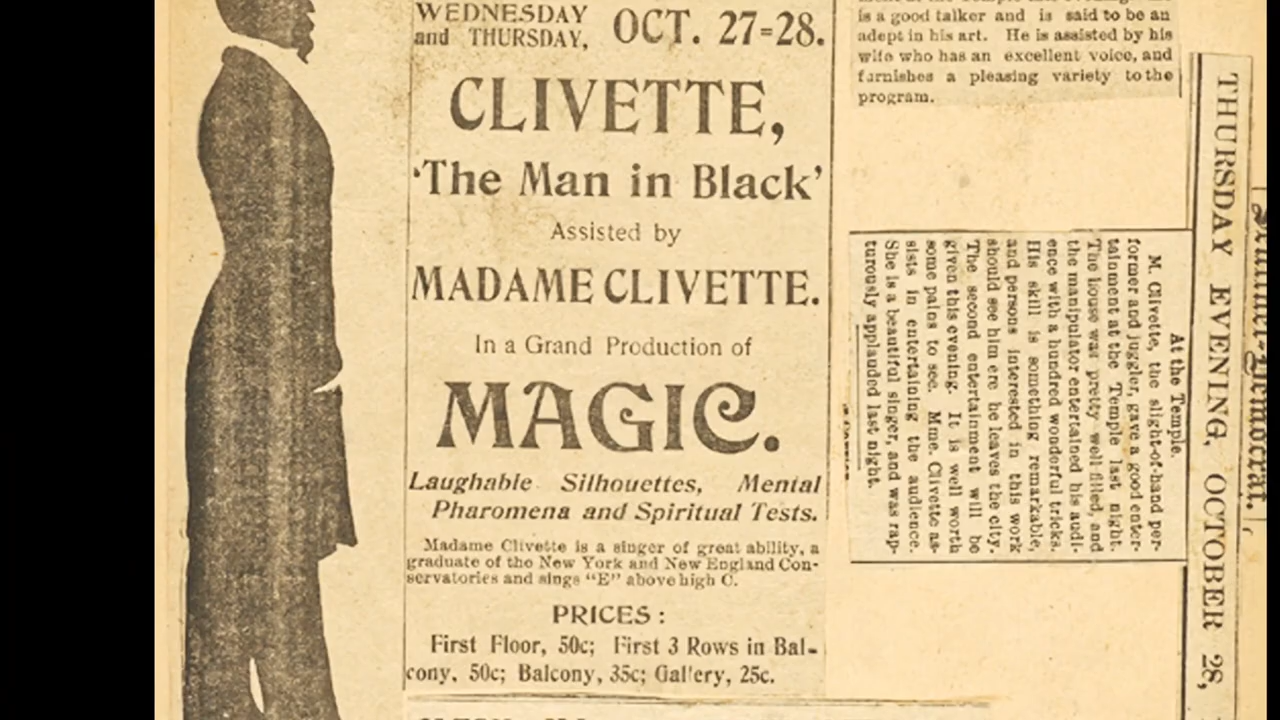 WEDNESDAY
and THURSDAY, OCT. 27-28.
CLIVETTE,
'The Man in Black'
Assisted by
MADAME CLIVETTE.
In a Grand Production of
MAGIC.
Laughable Silhouettes, Mental
Pharomena and Spiritual Tests.
Madame Clivette is a singer of great ability, a
graduate of the New York and New England Con-
servatories and sings "E" above high C.
PRICES:
First Floor, 50c; First 3 Rows in Bal-
cony, 50c; Balcony, 35c; Gallery, 25c.
is a good talker and is said to be an
adept in his art. He is assisted by his
wife who has an excellent voice, and
furnishes a pleasing variety to the
program.
At the Temple.
M. Clivette, the slight-of-hand per-
former and juggler, gave a good enter-
tainment at the Temple last night.
The house was pretty well filled, and
the manipulator entertained his audi-
ence with a hundred wonderful tricks.
His skill is something remarkable,
and persons interested in this work
should see him ere he leaves the city.
The second entertainment will be
given this evening. It is well worth
some pains to see. Mme. Clivette as-
sists in entertaining the audience.
She is a beautiful singer, and was rap-
turously applauded last night.
THURSDAY EVENING, OCTOBER 28,
Democrat.